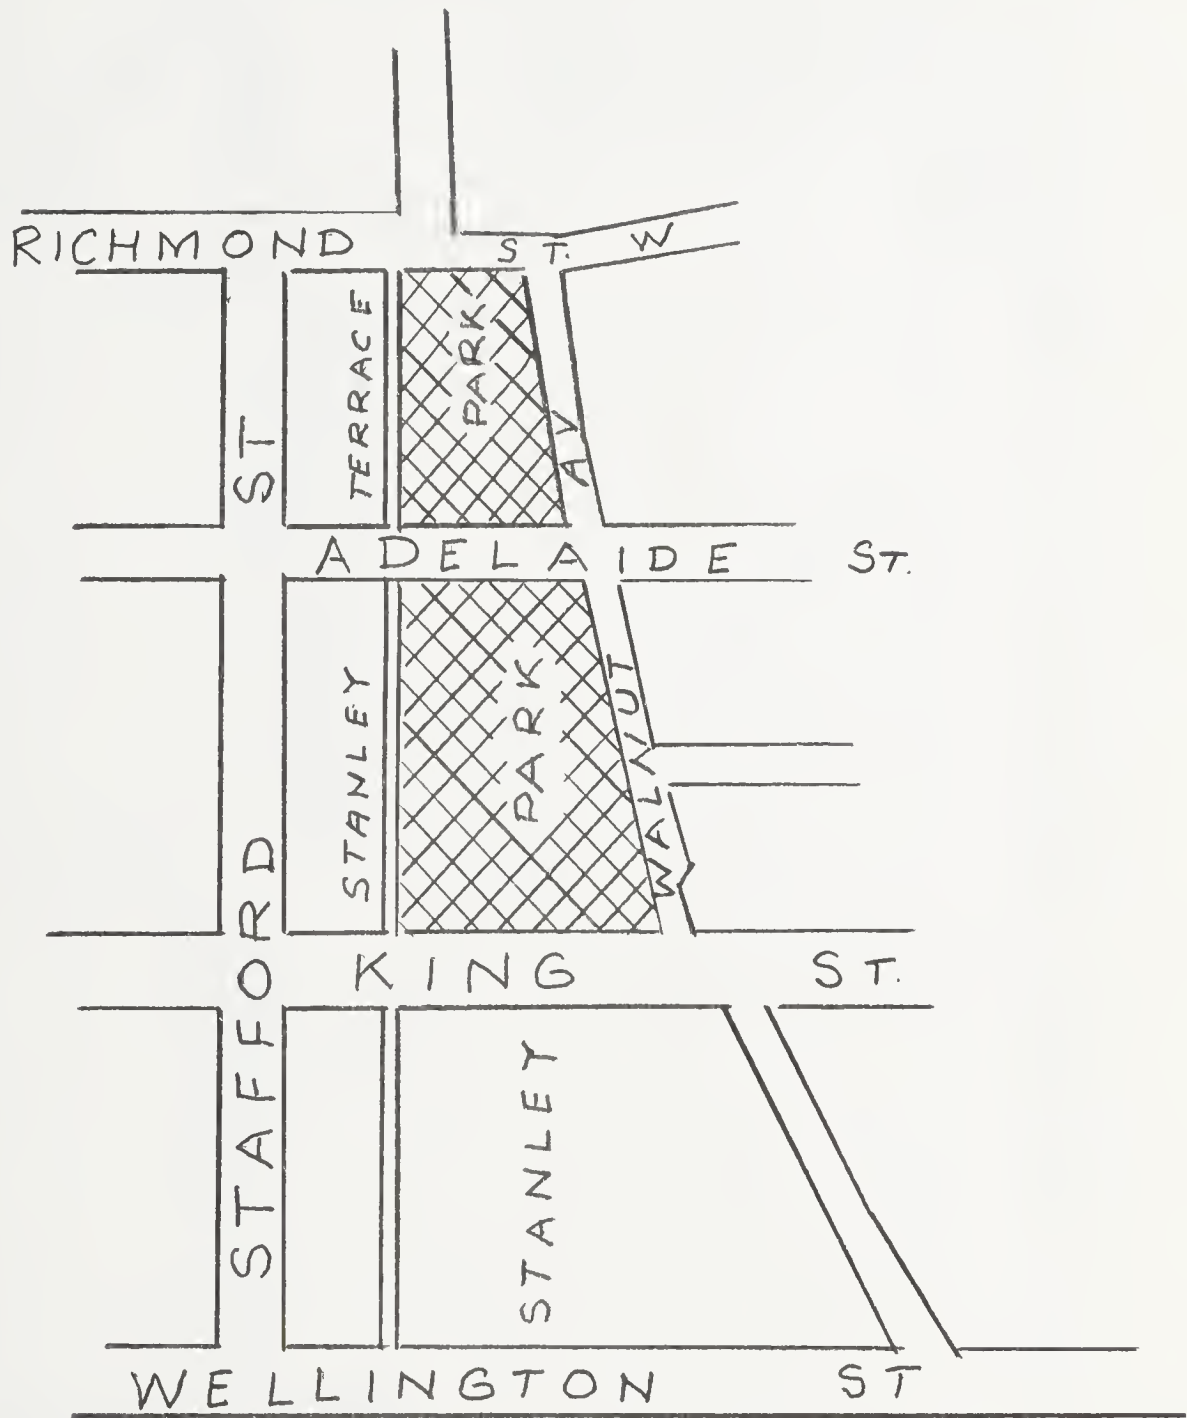 RICHMOND ST. W
STAFFORD ST
STANLEY TERRACE
PARK
WALNUT AV
ADELAIDE ST.
PARK
KING ST.
STANLEY
WELLINGTON ST